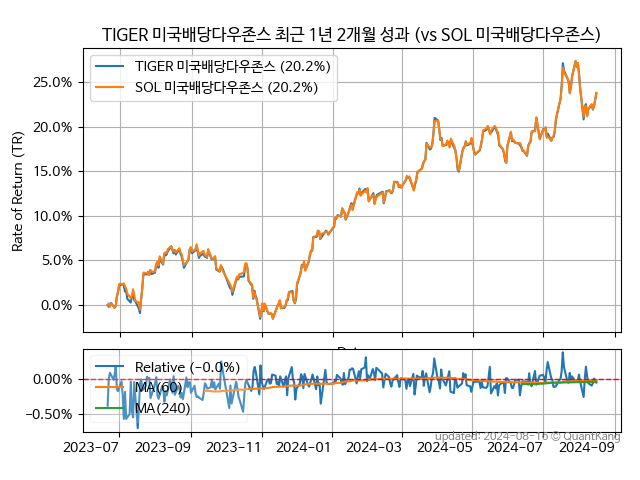 TIGER 미국배당다우존스 최근 1년 2개월 성과 (vs SOL 미국배당다우존스)
TIGER 미국배당다우존스 (20.2%)
SOL 미국배당다우존스 (20.2%)
Rate of Return (TR)
25.0%
20.0%
15.0%
10.0%
5.0%
0.0%
Relative (−0.0%)
MA(60)
MA(240)
0.00%
−0.50%
2023−07
2023−09
2023−11
2024−01
2024−03
2024−05
2024−07
2024−09
updated: 2024−08−16 © QuantKang